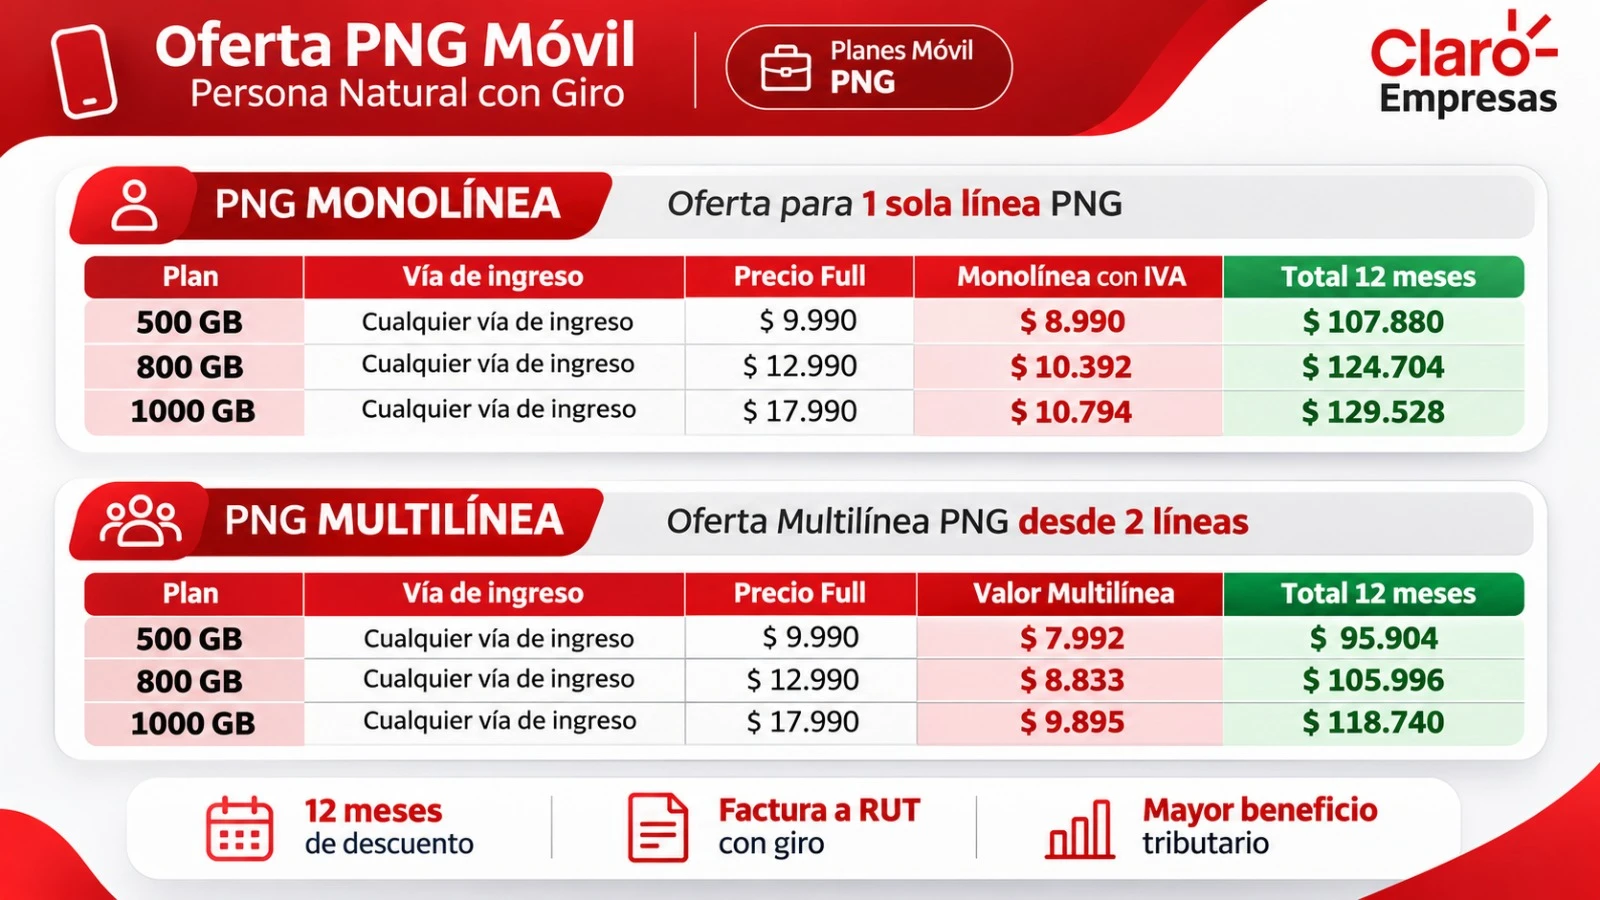 Oferta PNG Móvil
Persona Natural con Giro
Planes Móvil
PNG
Claro-
Empresas
PNG MONOLÍNEA
Oferta para 1 sola línea PNG
Plan Vía de ingreso Precio Full Monolínea con IVA Total 12 meses
500 GB Cualquier vía de ingreso $ 9.990 $ 8.990 $ 107.880
800 GB Cualquier vía de ingreso $ 12.990 $ 10.392 $ 124.704
1000 GB Cualquier vía de ingreso $ 17.990 $ 10.794 $ 129.528
PNG MULTILÍNEA
Oferta Multilínea PNG desde 2 líneas
Plan Vía de ingreso Precio Full Valor Multilínea Total 12 meses
500 GB Cualquier vía de ingreso $ 9.990 $ 7.992 $ 95.904
800 GB Cualquier vía de ingreso $ 12.990 $ 8.833 $ 105.996
1000 GB Cualquier vía de ingreso $ 17.990 $ 9.895 $ 118.740
12 meses
de descuento
Factura a RUT
con giro
Mayor beneficio
tributario